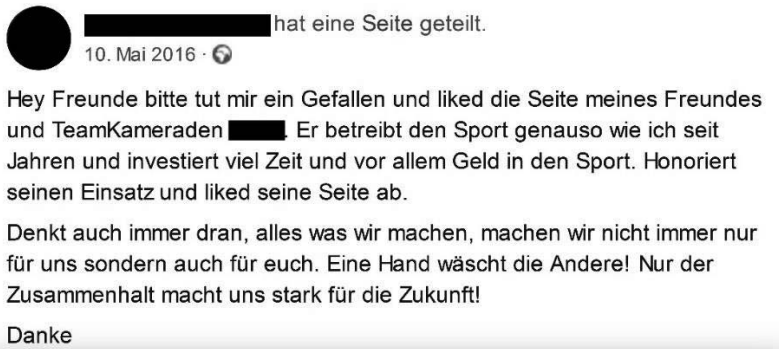 hat eine Seite geteilt.
10. Mai 2016 ·
Hey Freunde bitte tut mir ein Gefallen und liked die Seite meines Freundes
und TeamKameraden . Er betreibt den Sport genauso wie ich seit
Jahren und investiert viel Zeit und vor allem Geld in den Sport. Honoriert
seinen Einsatz und liked seine Seite ab.
Denkt auch immer dran, alles was wir machen, machen wir nicht immer nur
für uns sondern auch für euch. Eine Hand wäscht die Andere! Nur der
Zusammenhalt macht uns stark für die Zukunft!
Danke